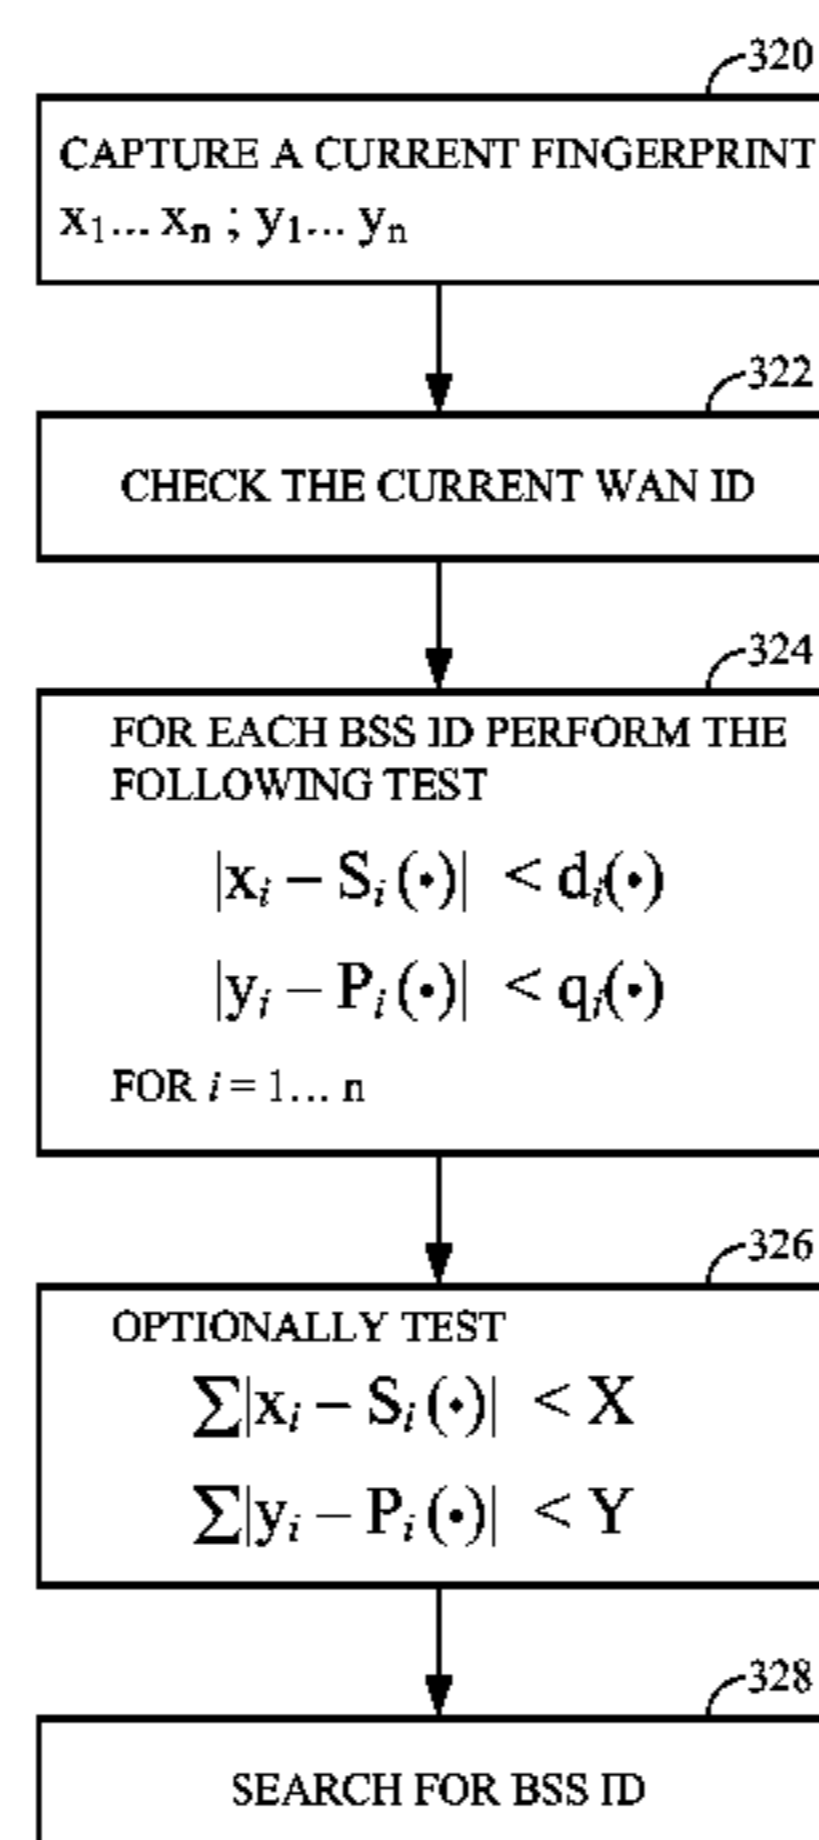 320
CAPTURE A CURRENT FINGERPRINT
x₁... xₙ ; y₁... yₙ
322
CHECK THE CURRENT WAN ID
324
FOR EACH BSS ID PERFORM THE
FOLLOWING TEST
|xᵢ – Sᵢ (•)| < dᵢ(•)
|yᵢ – Pᵢ (•)| < qᵢ(•)
FOR i = 1... n
326
OPTIONALLY TEST
∑|xᵢ – Sᵢ (•)| < X
∑|yᵢ – Pᵢ (•)| < Y
328
SEARCH FOR BSS ID